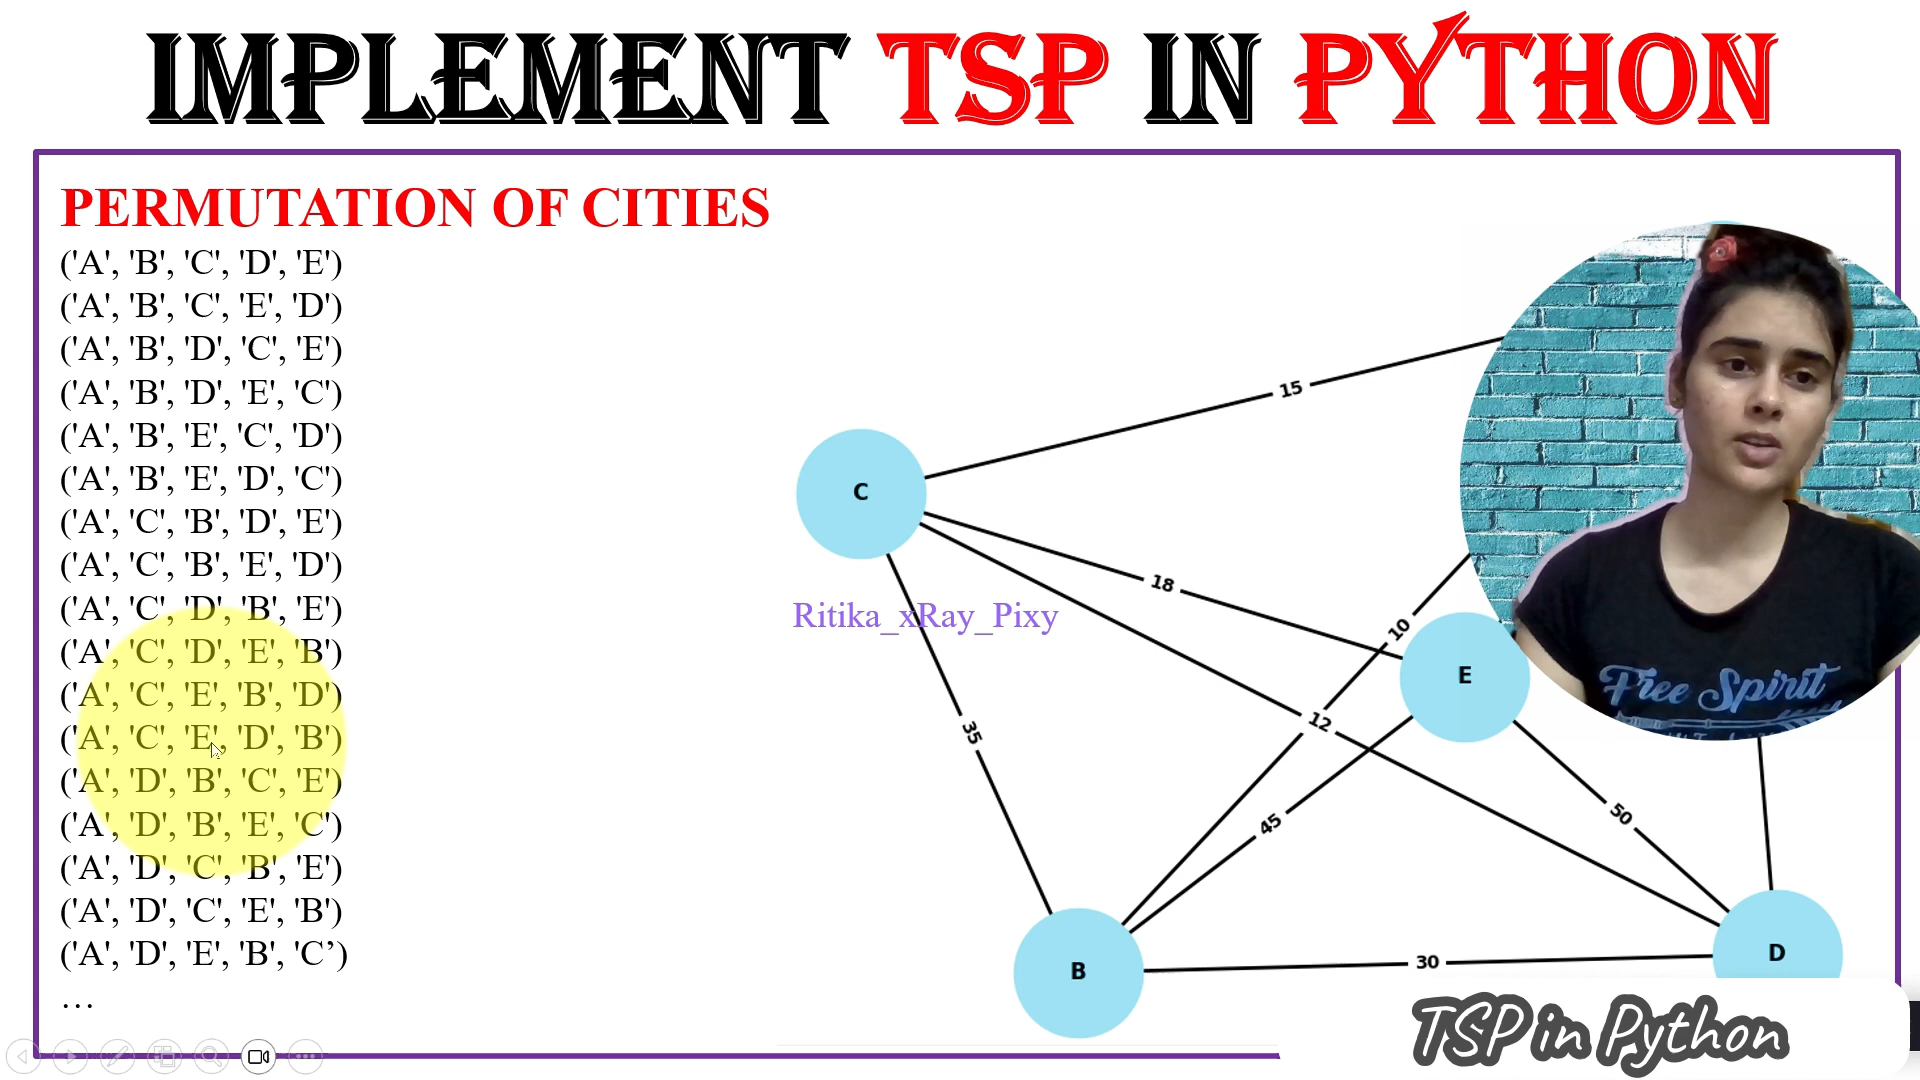 IMPLEMENT TSP IN PYTHON
PERMUTATION OF CITIES
('A', 'B', 'C', 'D', 'E')
('A', 'B', 'C', 'E', 'D')
('A', 'B', 'D', 'C', 'E')
('A', 'B', 'D', 'E', 'C')
('A', 'B', 'E', 'C', 'D')
('A', 'B', 'E', 'D', 'C')
('A', 'C', 'B', 'D', 'E')
('A', 'C', 'B', 'E', 'D')
('A', 'C', 'D', 'B', 'E')
('A', 'C', 'D', 'E', 'B')
('A', 'C', 'E', 'B', 'D')
('A', 'C', 'E', 'D', 'B')
('A', 'D', 'B', 'C', 'E')
('A', 'D', 'B', 'E', 'C')
('A', 'D', 'C', 'B', 'E')
('A', 'D', 'C', 'E', 'B')
('A', 'D', 'E', 'B', 'C’)
…
15
C
18
Ritika_xRay_Pixy
10
E
12
35
45
50
B
30
D
Free Spirit
TSP in Python